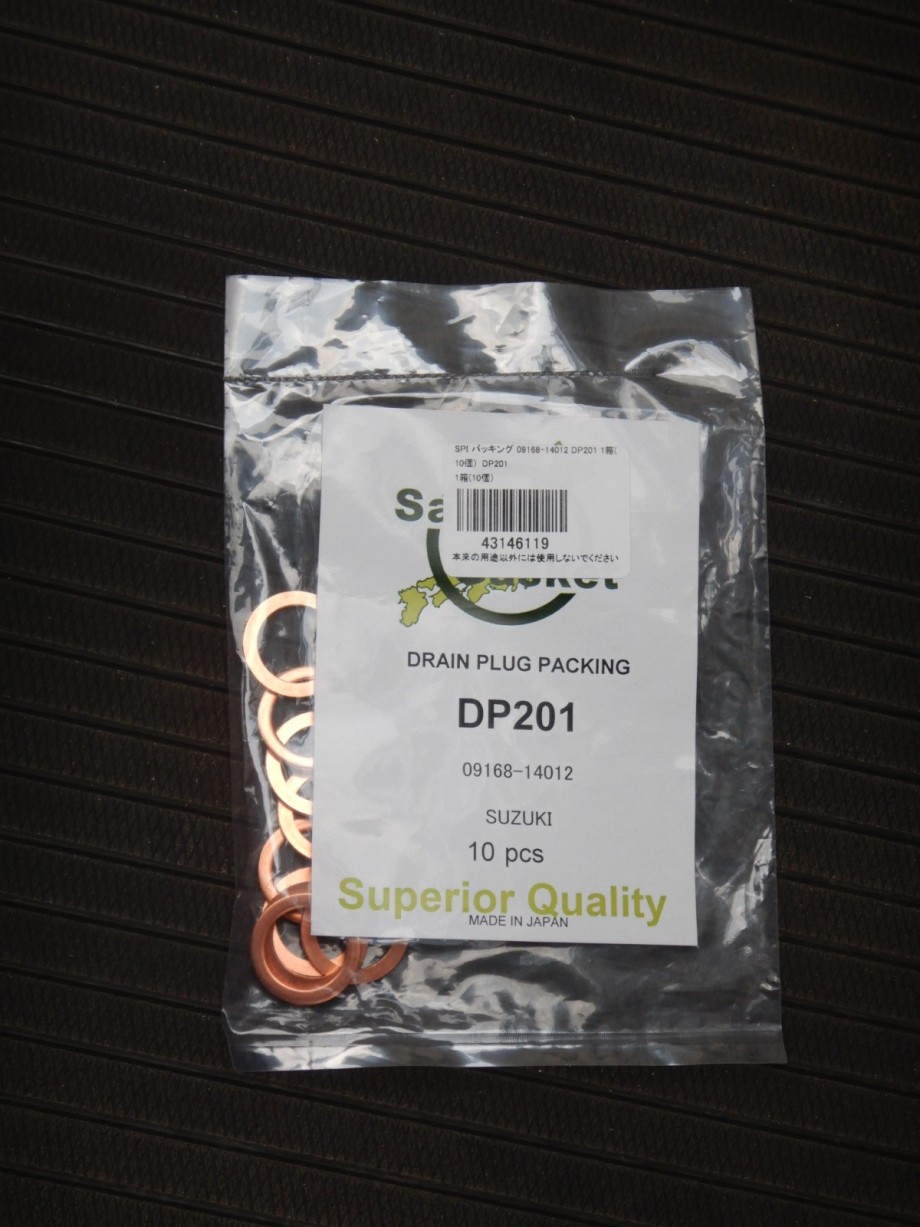 SPI パッキング 09168-14012 DP201 1箱(
10個) DP201
1箱(10個)
43146119
本来の用途以外には使用しないでください
DRAIN PLUG PACKING
DP201
09168-14012
SUZUKI
10 pcs
Superior Quality
MADE IN JAPAN